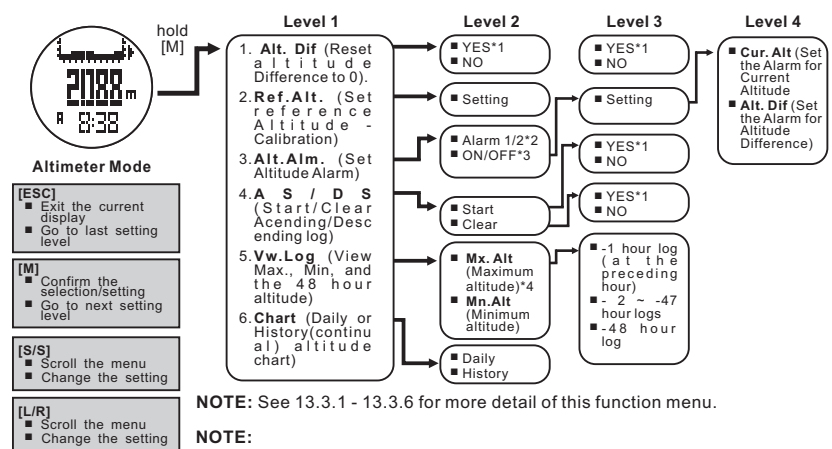 Level 1
Level 2
Level 3
Level 4
hold
[M]
2088 m
A 8:38
Altimeter Mode
[ESC]
■ Exit the current
display
■ Go to last setting
level
[M]
■ Confirm the
selection/setting
■ Go to next setting
level
[S/S]
■ Scroll the menu
■ Change the setting
[L/R]
■ Scroll the menu
■ Change the setting
1. Alt. Dif (Reset
altitude
Difference to 0).
2.Ref.Alt. (Set
reference
Altitude -
Calibration)
3.Alt.Alm. (Set
Altitude Alarm)
4.A S / D S
(Start/Clear
Acending/Desc
ending log)
5.Vw.Log (View
Max., Min, and
the 48 hour
altitude)
6.Chart (Daily or
History(continu
al) altitude
chart)
■ YES*1
■ NO
■ Setting
■ Alarm 1/2*2
■ ON/OFF*3
■ Start
■ Clear
■ Mx. Alt
(Maximum
altitude)*4
■ Mn.Alt
(Minimum
altitude)
■ Daily
■ History
■ YES*1
■ NO
■ Setting
■ YES*1
■ NO
■ YES*1
■ NO
■ -1 hour log
(at the
preceding
hour)
■ - 2 ~ -47
hour logs
■ -48 hour
log
■ Cur. Alt (Set
the Alarm for
Current
Altitude
■ Alt. Dif (Set
the Alarm for
Altitude
Difference)
NOTE: See 13.3.1 - 13.3.6 for more detail of this function menu.
NOTE: